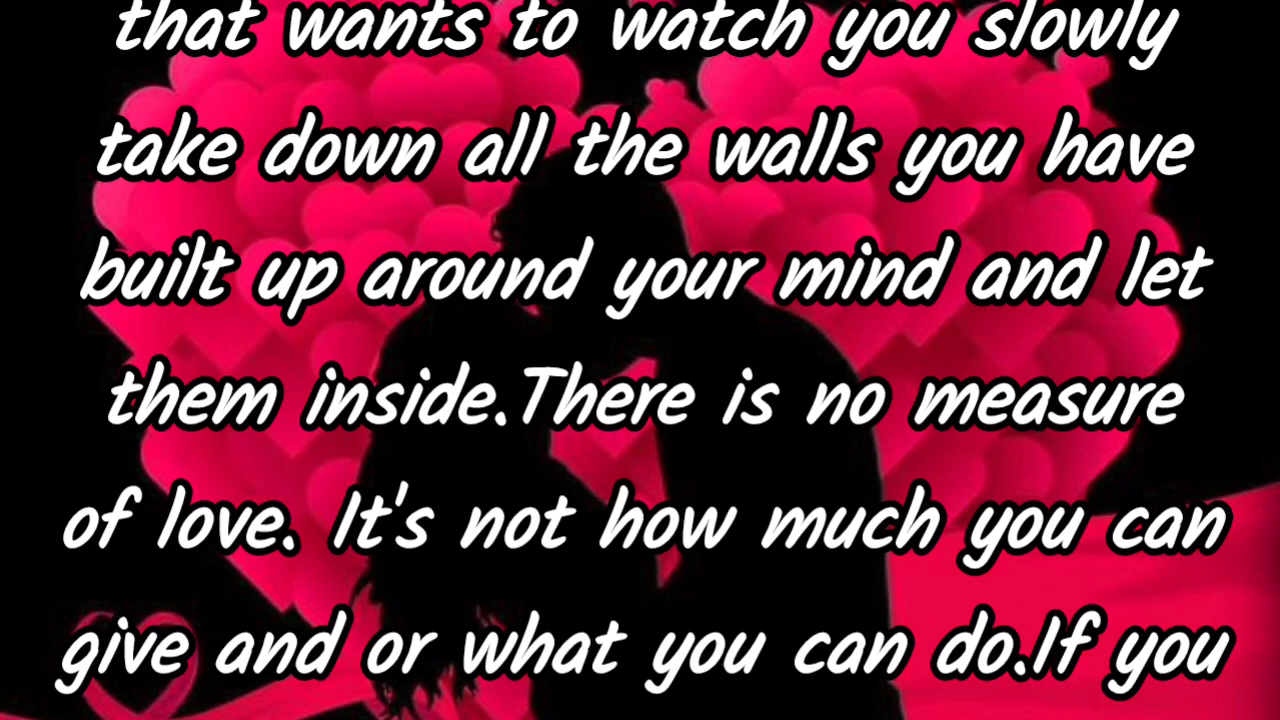 that wants to watch you slowly
take down all the walls you have
built up around your mind and let
them inside.There is no measure
of love. It's not how much you can
give and or what you can do.If you